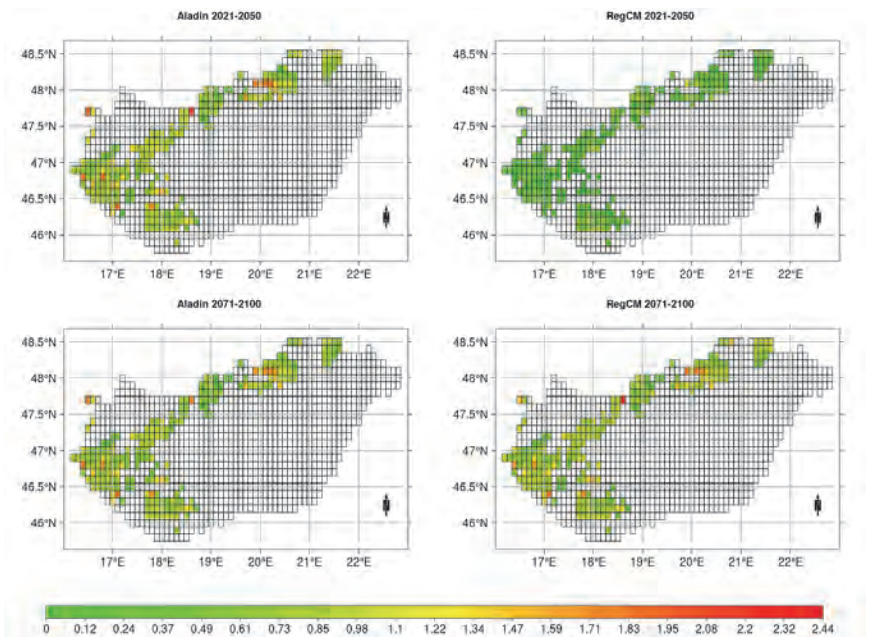 Aladin 2021-2050
RegCM 2021-2050
48.5°N
48°N
47.5°N
47°N
46.5°N
46°N
17°E 18°E 19°E 20°E 21°E 22°E
48.5°N
48°N
47.5°N
47°N
46.5°N
46°N
17°E 18°E 19°E 20°E 21°E 22°E
Aladin 2071-2100
RegCM 2071-2100
48.5°N
48°N
47.5°N
47°N
46.5°N
46°N
17°E 18°E 19°E 20°E 21°E 22°E
48.5°N
48°N
47.5°N
47°N
46.5°N
46°N
17°E 18°E 19°E 20°E 21°E 22°E
0 0.12 0.24 0.37 0.49 0.61 0.73 0.85 0.98 1.1 1.22 1.34 1.47 1.59 1.71 1.83 1.95 2.08 2.2 2.32 2.44